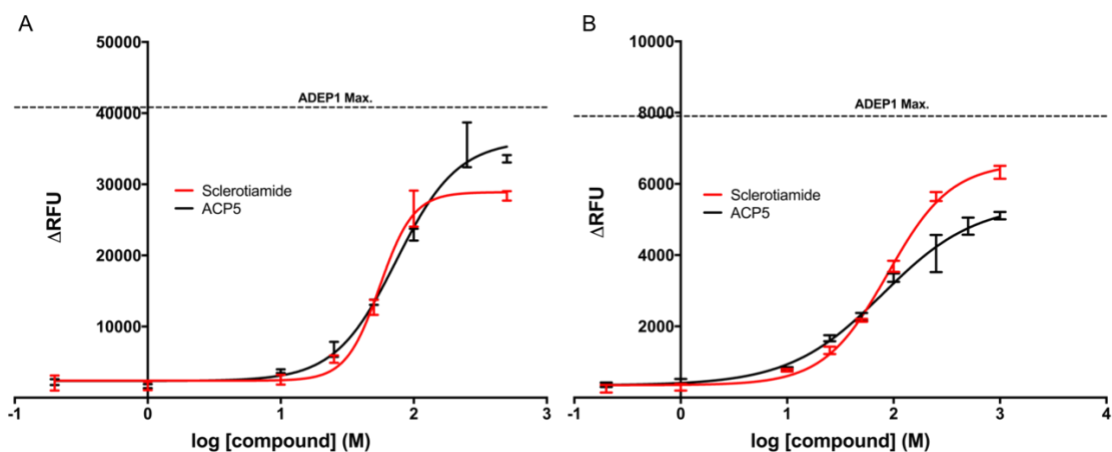 A
50000
40000
30000
20000
10000
ΔRFU
ADEP1 Max.
Sclerotiamide
ACP5
-1
0
1
2
3
log [compound] (M)
B
10000
8000
6000
4000
2000
0
ΔRFU
ADEP1 Max.
Sclerotiamide
ACP5
-1
0
1
2
3
4
log [compound] (M)